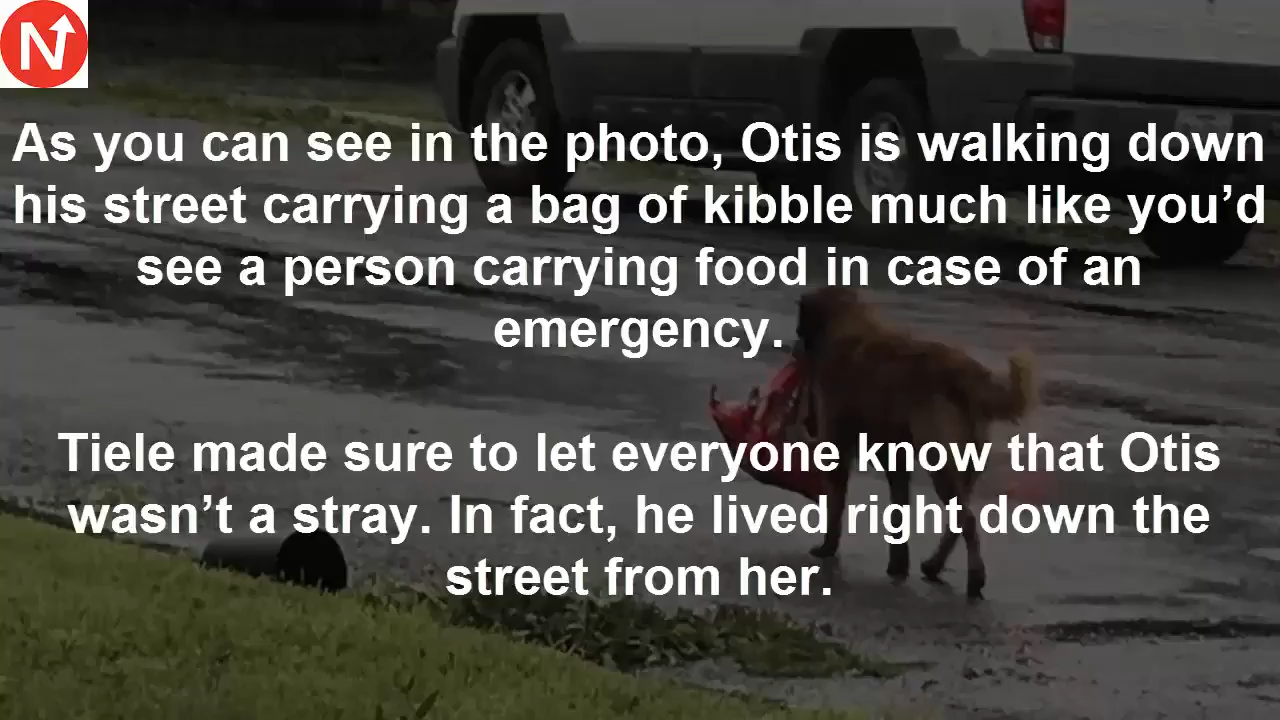 N
As you can see in the photo, Otis is walking down
his street carrying a bag of kibble much like you’d
see a person carrying food in case of an
emergency.
Tiele made sure to let everyone know that Otis
wasn’t a stray. In fact, he lived right down the
street from her.